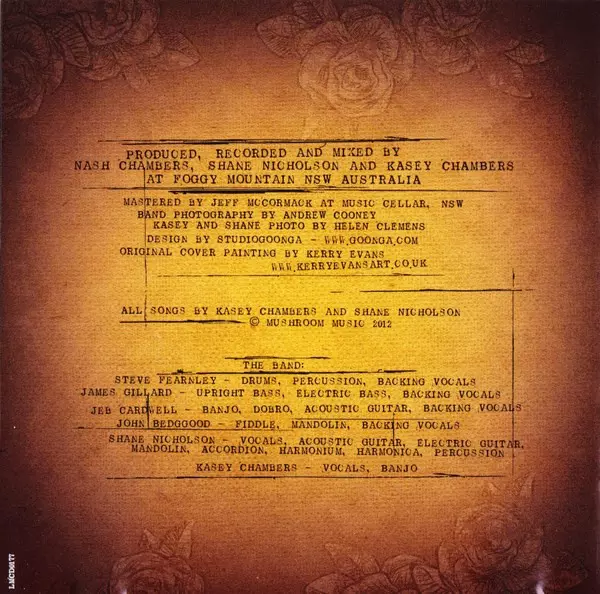 PRODUCED, RECORDED AND MIXED BY
NASH CHAMBERS, SHANE NICHOLSON AND KASEY CHAMBERS
AT FOGGY MOUNTAIN NSW AUSTRALIA
MASTERED BY JEFF MCCORMACK AT MUSIC CELLAR, NSW
BAND PHOTOGRAPHY BY ANDREW COONEY
KASEY AND SHANE PHOTO BY HELEN CLEMENS
DESIGN BY STUDIOGOONGA - WWW.GOONGA.COM
ORIGINAL COVER PAINTING BY KERRY EVANS
WWW.KERRYEVANSART.CO.UK
ALL SONGS BY KASEY CHAMBERS AND SHANE NICHOLSON
© MUSHROOM MUSIC 2012
THE BAND:
STEVE FEARNLEY - DRUMS, PERCUSSION, BACKING VOCALS
JAMES GILLARD - UPRIGHT BASS, ELECTRIC BASS, BACKING VOCALS
JEB CARDWELL - BANJO, DOBRO, ACOUSTIC GUITAR, BACKING VOCALS
JOHN BEDGGOOD - FIDDLE, MANDOLIN, BACKING VOCALS
SHANE NICHOLSON - VOCALS, ACOUSTIC GUITAR, ELECTRIC GUITAR,
MANDOLIN, ACCORDION, HARMONIUM, HARMONICA, PERCUSSION
KASEY CHAMBERS - VOCALS, BANJO
LMCD0177